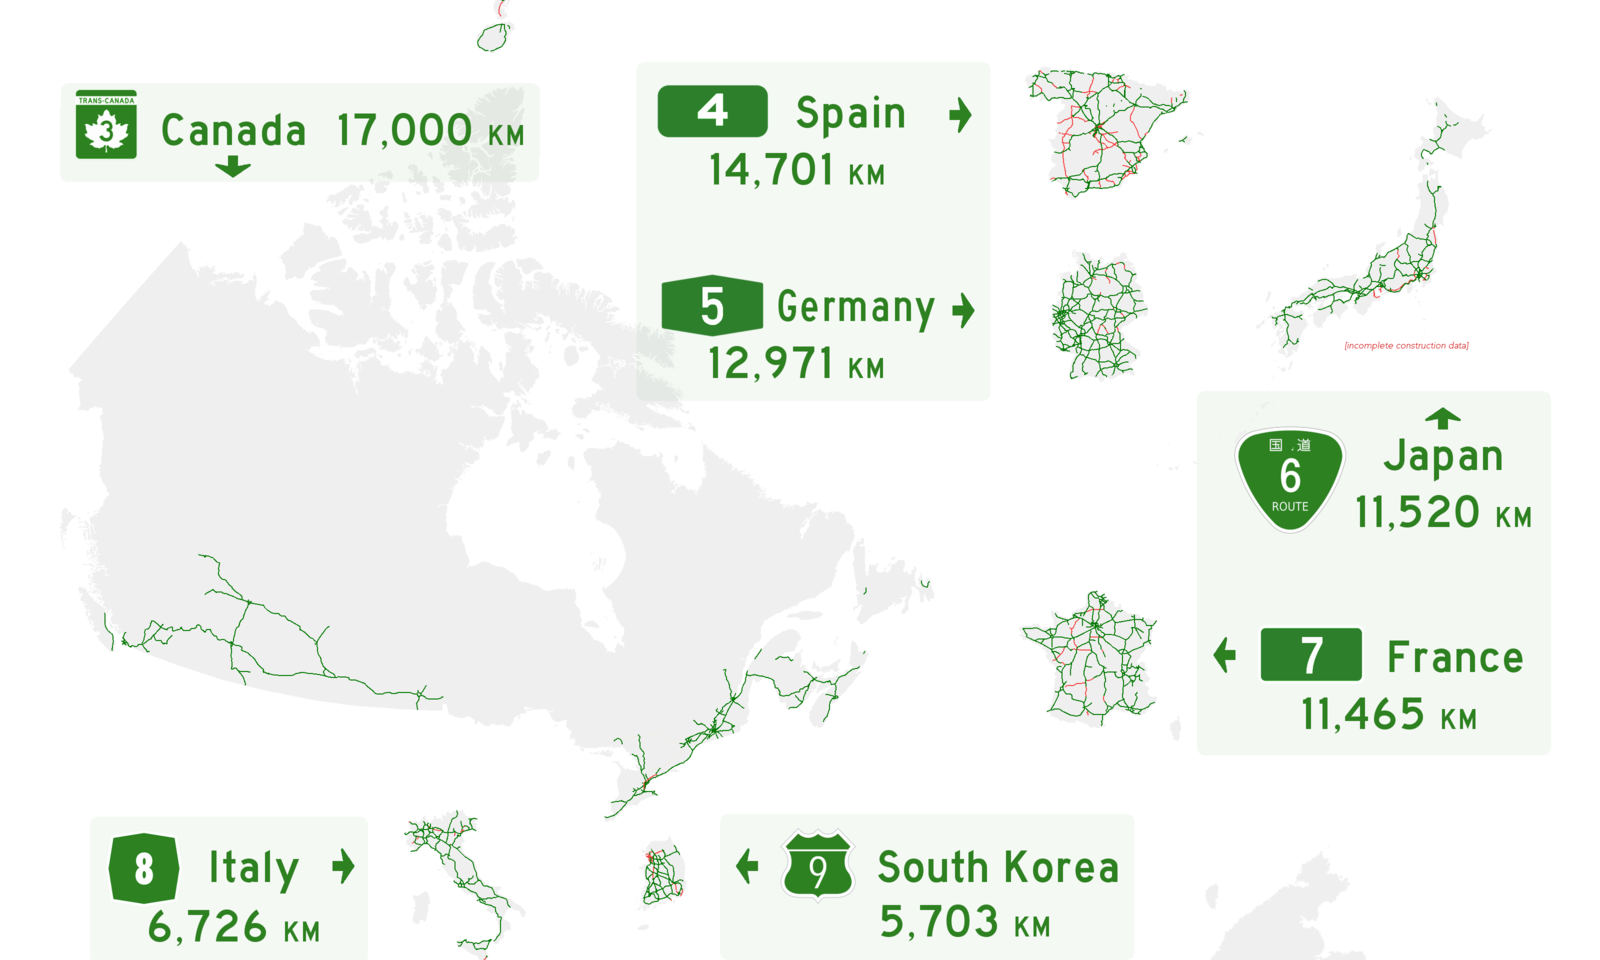 TRANS-CANADA
3
Canada 17,000 KM
4 Spain
14,701 KM
5 Germany
12,971 KM
[incomplete construction data]
国道
6
ROUTE
Japan
11,520 KM
7 France
11,465 KM
8 Italy
6,726 KM
9 South Korea
5,703 KM